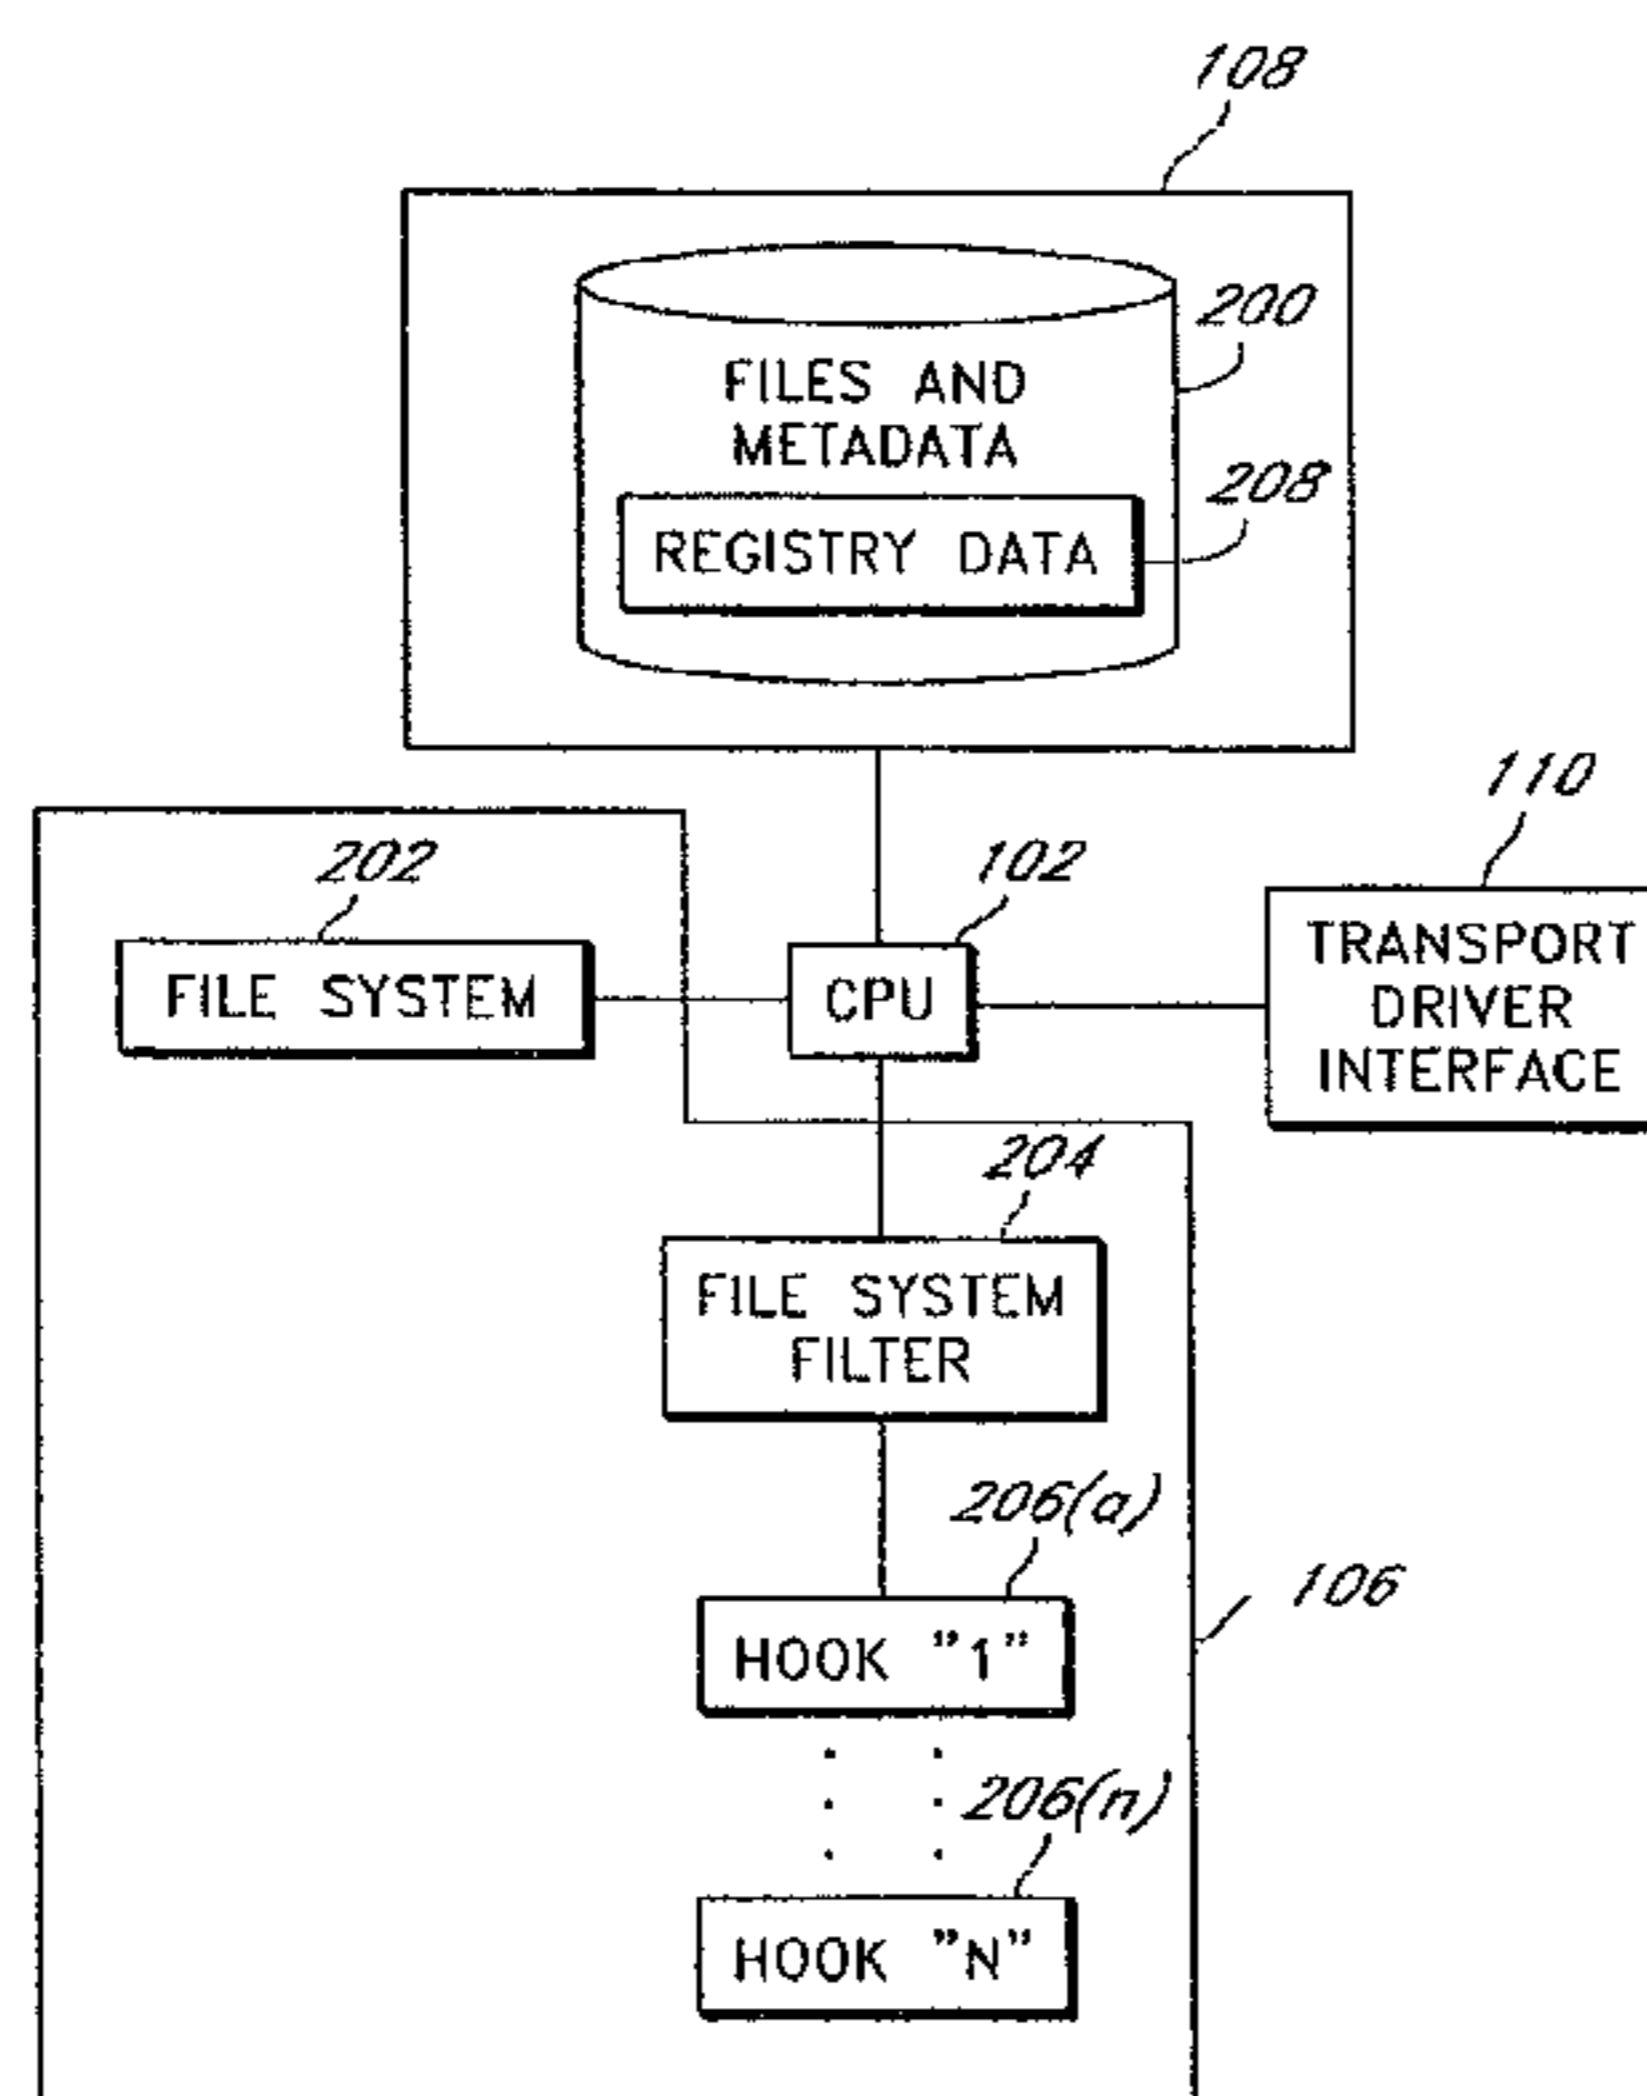 108
200
FILES AND
METADATA
208
REGISTRY DATA
110
202
102
FILE SYSTEM
CPU
TRANSPORT
DRIVER
INTERFACE
204
FILE SYSTEM
FILTER
206(a)
106
HOOK "1"
206(n)
HOOK "N"